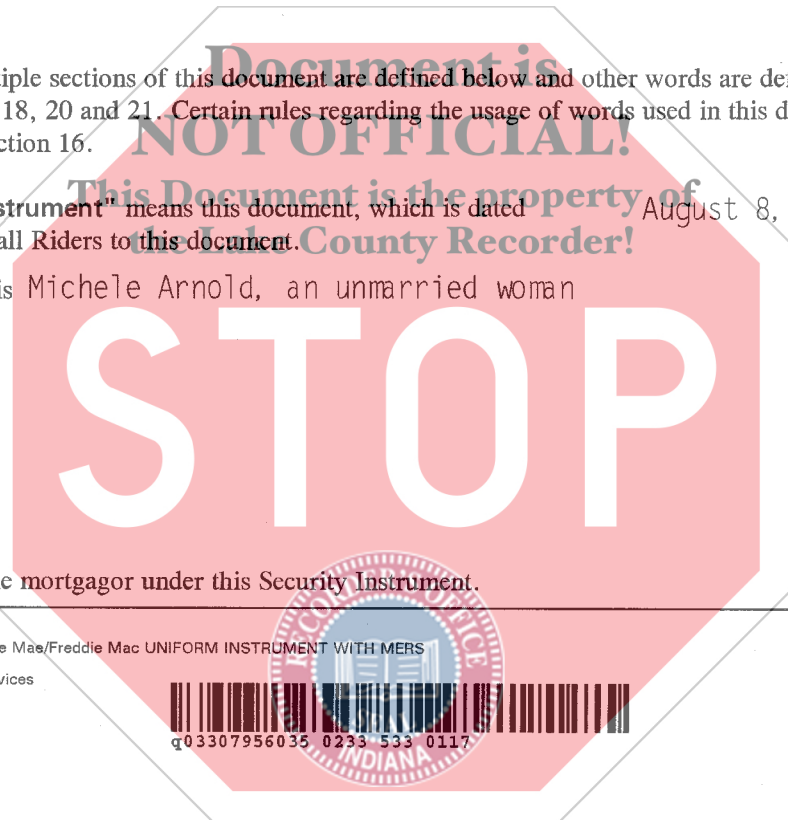 Document is
iple sections of this document are defined below and other words are de
18, 20 and 21. Certain rules regarding the usage of words used in this d
ction 16.
NOT OFFICIAL!
This Document is the property of
strument" means this document, which is dated August 8,
all Riders to this document.
the Lake County Recorder!
is Michele Arnold, an unmarried woman
STOP
e mortgagor under this Security Instrument.
e Mae/Freddie Mac UNIFORM INSTRUMENT WITH MERS
vices
RECORDER'S OFFICE
SEAL
INDIANA
q03307956035 0233 533 0117